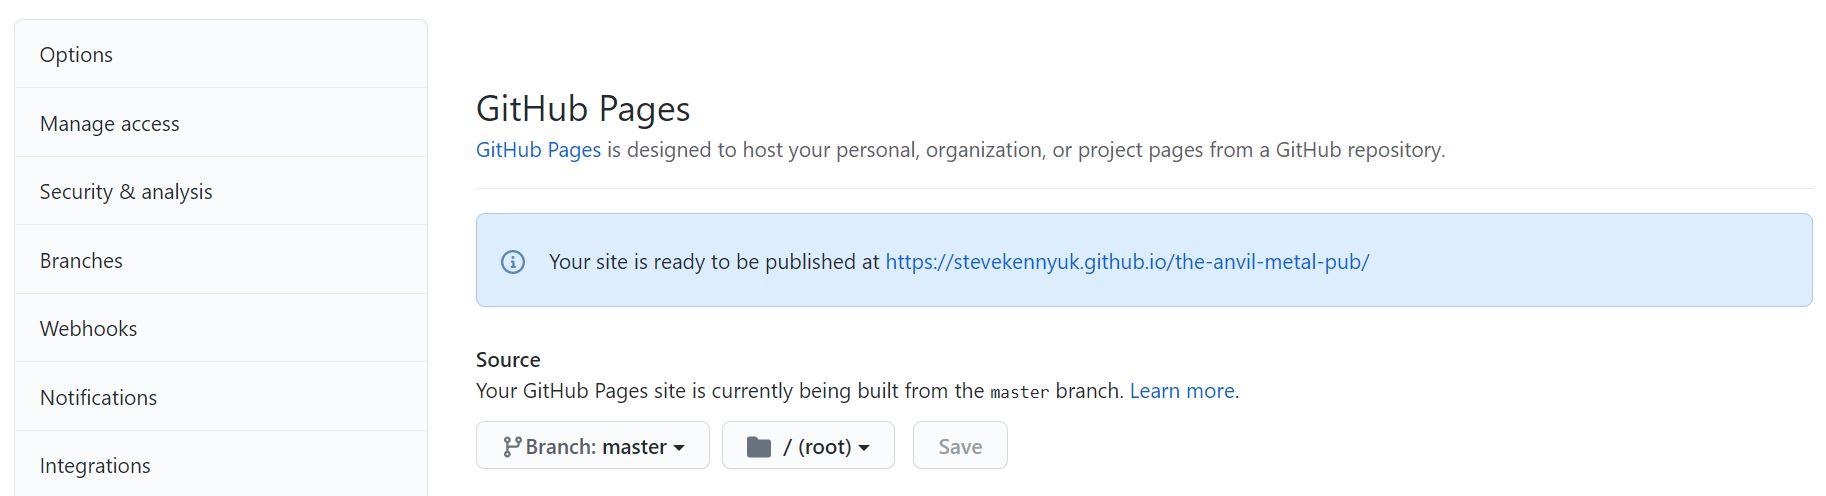 Options
Manage access
Security & analysis
Branches
Webhooks
Notifications
Integrations
GitHub Pages
GitHub Pages is designed to host your personal, organization, or project pages from a GitHub repository.
Your site is ready to be published at https://stevekennyuk.github.io/the-anvil-metal-pub/
Source
Your GitHub Pages site is currently being built from the master branch. Learn more.
Branch: master
/ (root)
Save